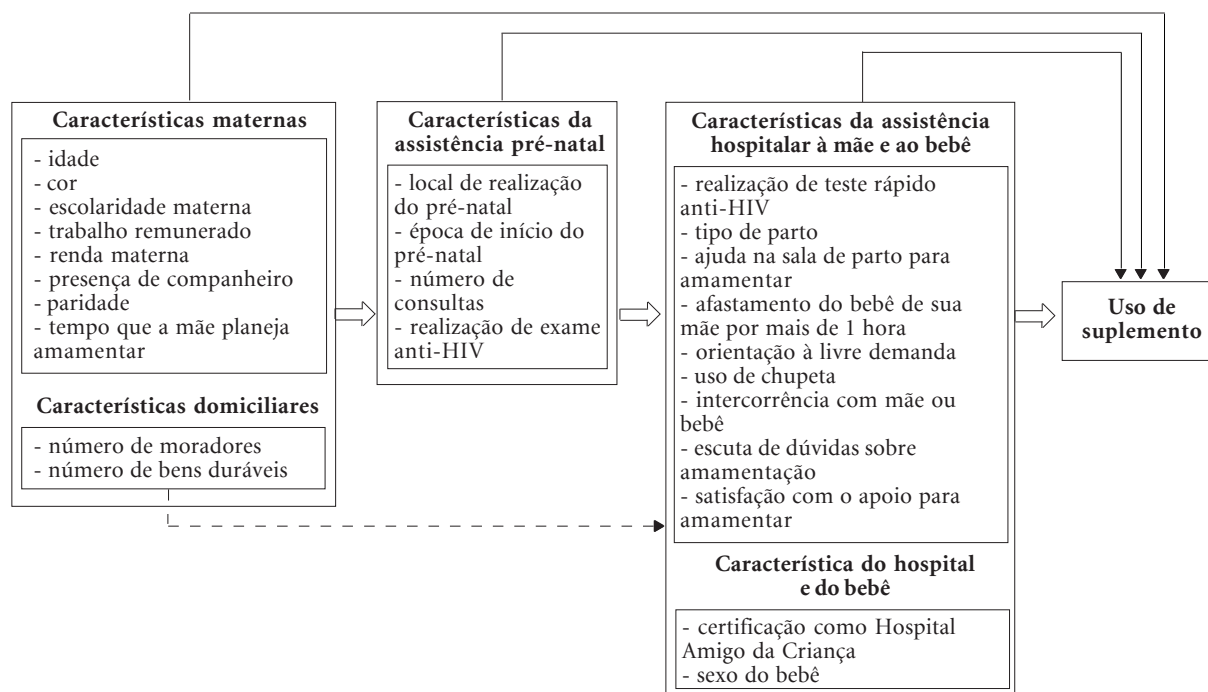 Características maternas
- idade
- cor
- escolaridade materna
- trabalho remunerado
- renda materna
- presença de companheiro
- paridade
- tempo que a mãe planeja
amamentar
Características domiciliares
- número de moradores
- número de bens duráveis
Características da
assistência pré-natal
- local de realização
do pré-natal
- época de início do
pré-natal
- número de
consultas
- realização de exame
anti-HIV
Características da assistência
hospitalar à mãe e ao bebê
- realização de teste rápido
anti-HIV
- tipo de parto
- ajuda na sala de parto para
amamentar
- afastamento do bebê de sua
mãe por mais de 1 hora
- orientação à livre demanda
- uso de chupeta
- intercorrência com mãe ou
bebê
- escuta de dúvidas sobre
amamentação
- satisfação com o apoio para
amamentar
Característica do hospital
e do bebê
- certificação como Hospital
Amigo da Criança
- sexo do bebê
Uso de
suplemento